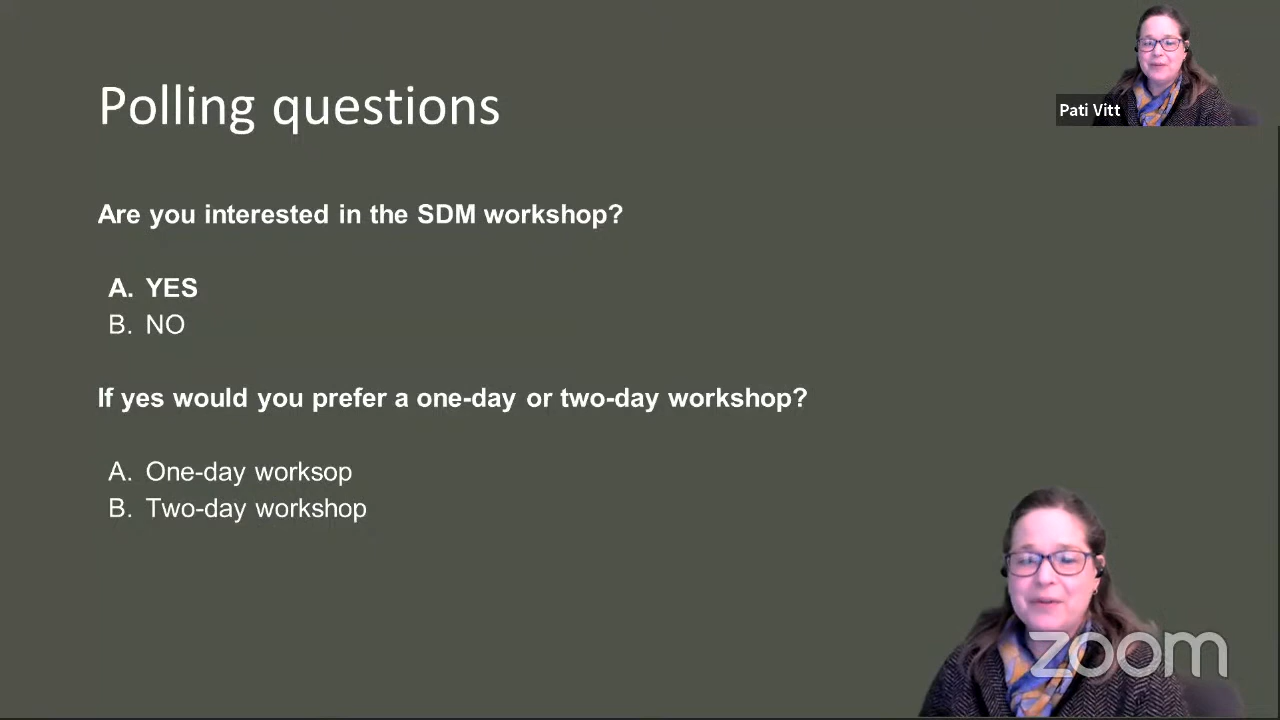 Polling questions
Pati Vitt
Are you interested in the SDM workshop?
A. YES
B. NO
If yes would you prefer a one-day or two-day workshop?
A. One-day worksop
B. Two-day workshop
zoom